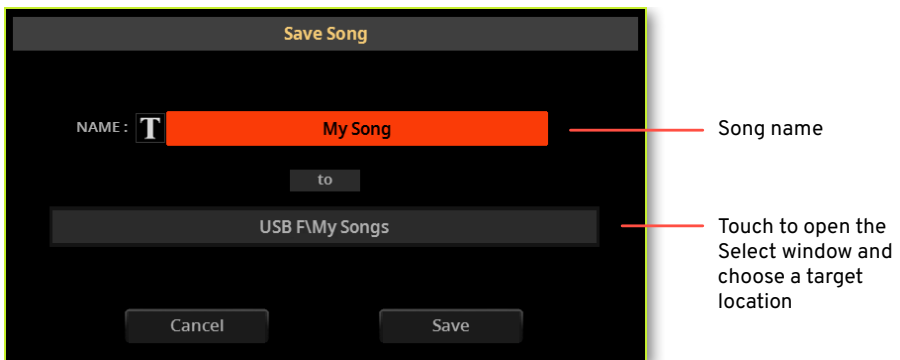 Save Song
NAME : T My Song
Song name
to
USB F\My Songs
Touch to open the
Select window and
choose a target
location
Cancel Save